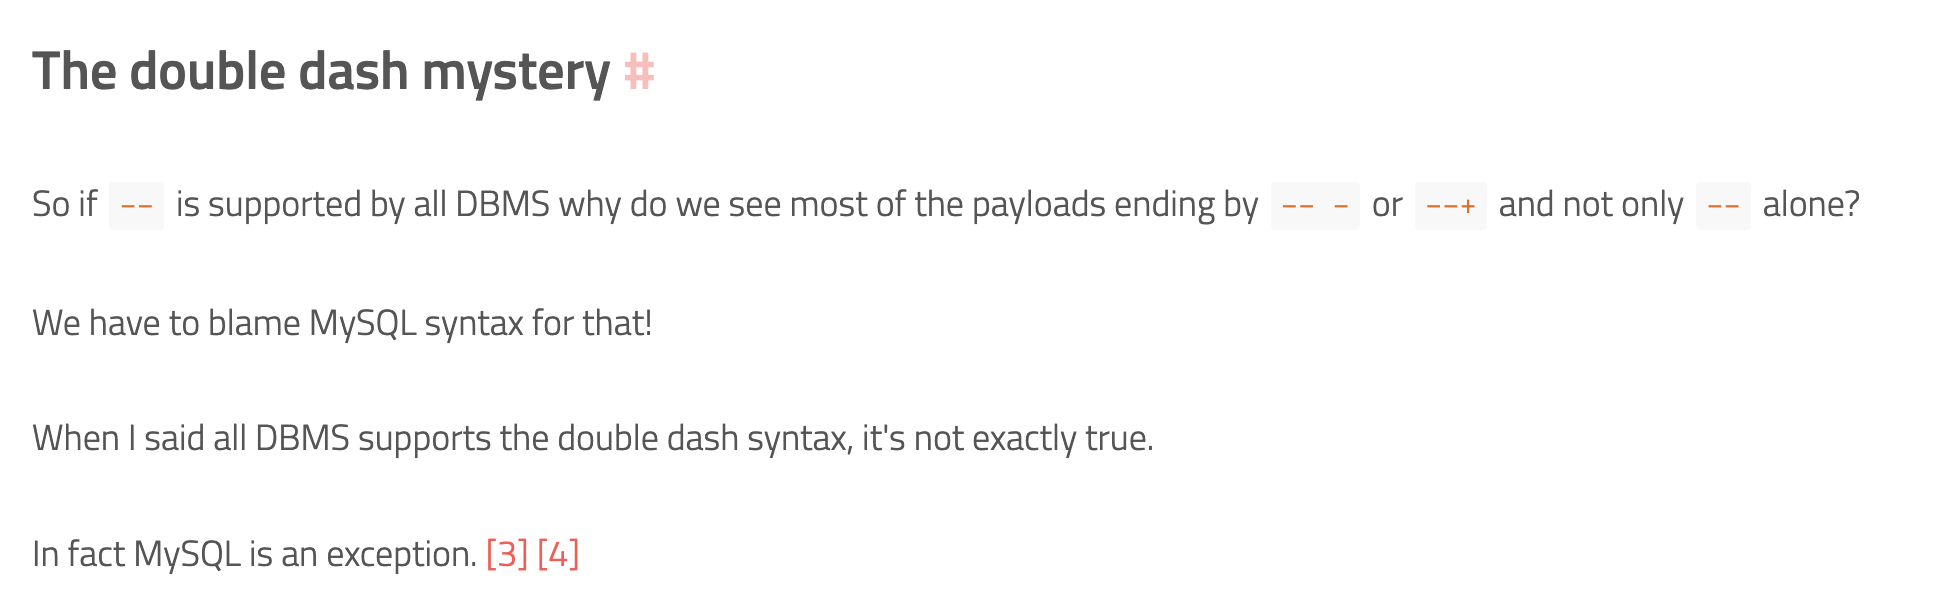 The double dash mystery #
So if -- is supported by all DBMS why do we see most of the payloads ending by -- - or --+ and not only -- alone?
We have to blame MySQL syntax for that!
When I said all DBMS supports the double dash syntax, it's not exactly true.
In fact MySQL is an exception. [3] [4]